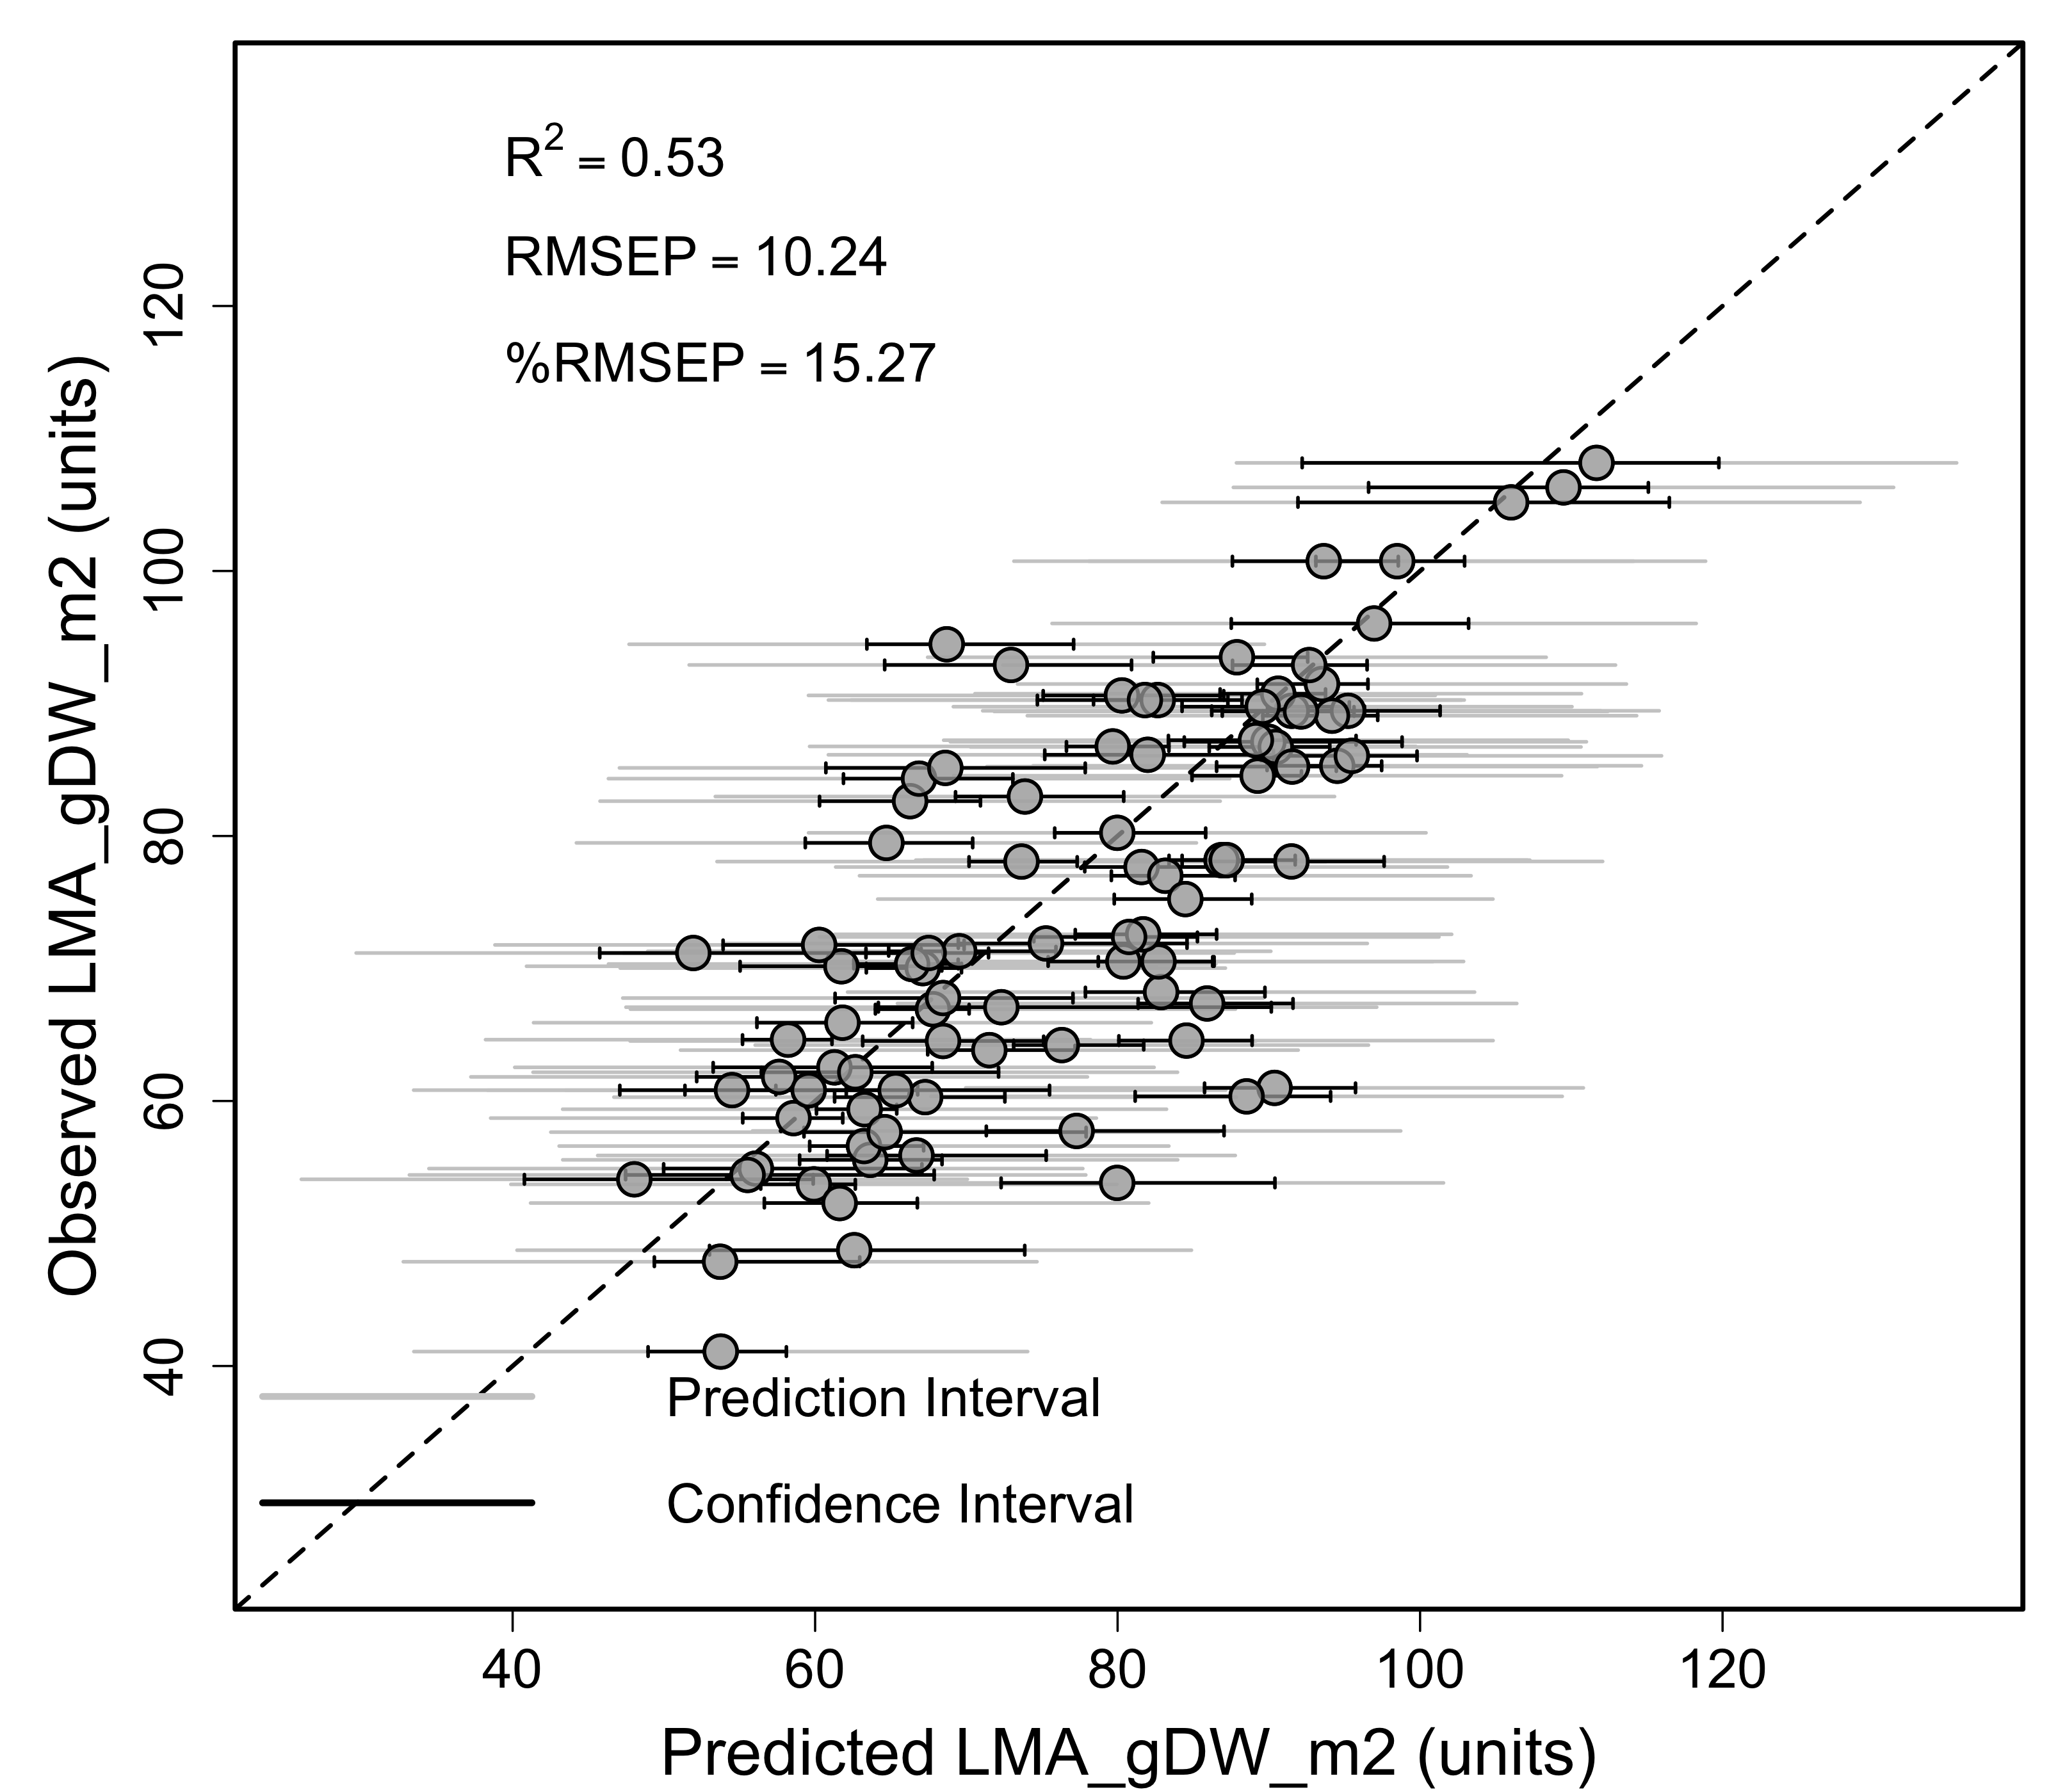 R2 = 0.53
RMSEP = 10.24
%RMSEP = 15.27
Observed LMA_gDW_m2 (units)
120
100
80
60
40
Prediction Interval
Confidence Interval
40 60 80 100 120
Predicted LMA_gDW_m2 (units)